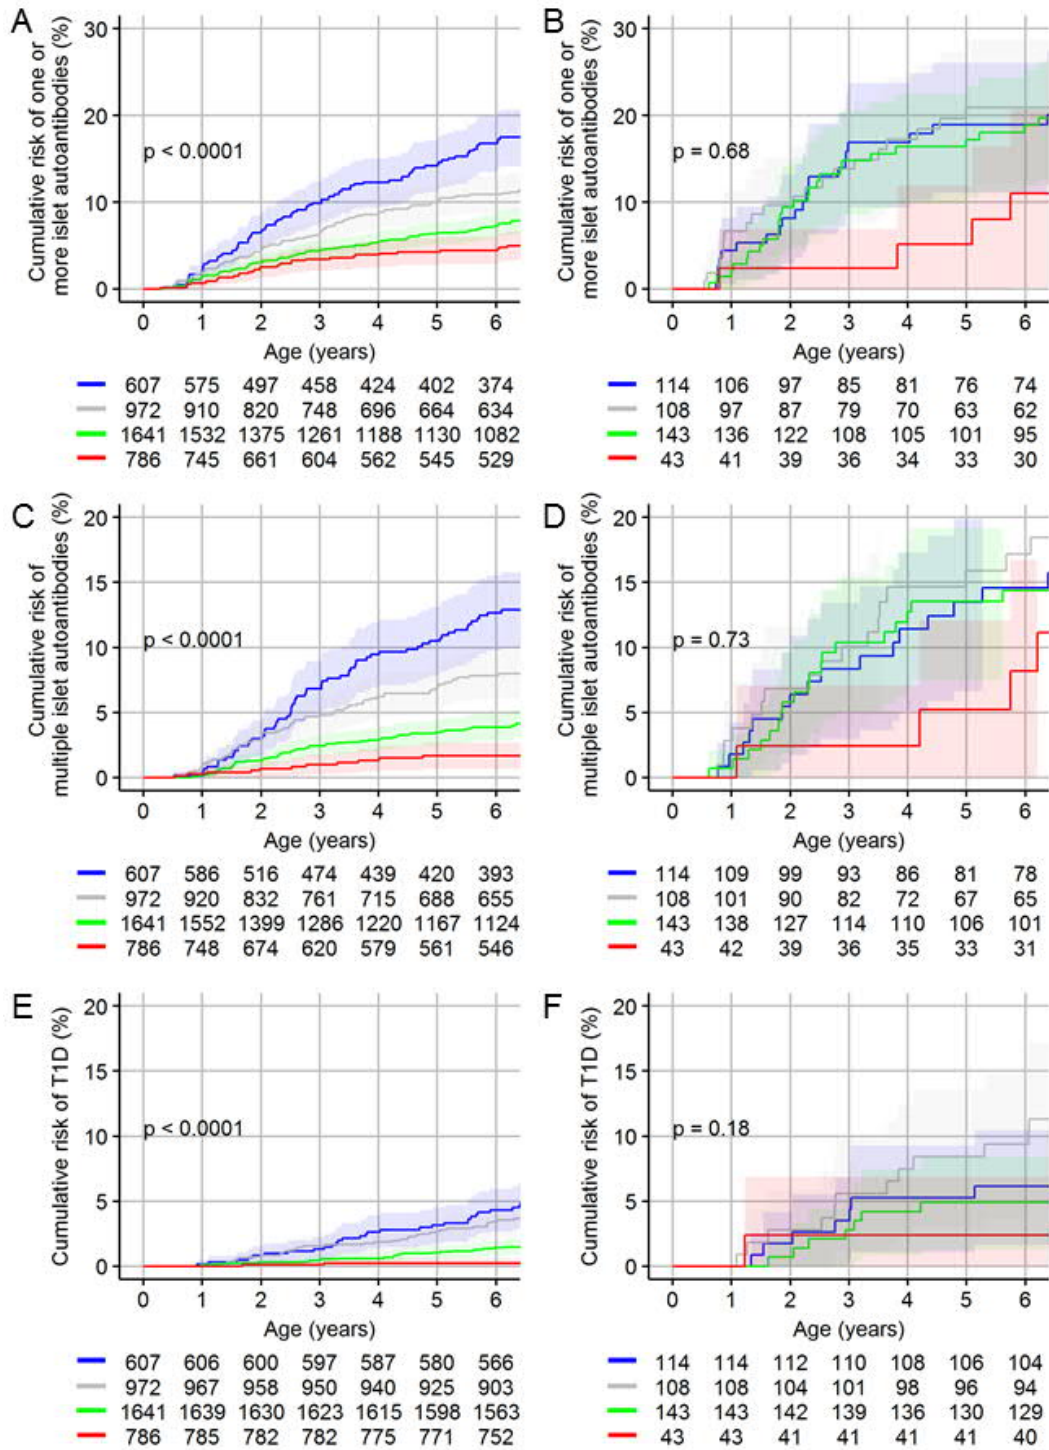 A
Cumulative risk of one or
more islet autoantibodies (%)
30
20
10
0
p < 0.0001
0 1 2 3 4 5 6
Age (years)
607 575 497 458 424 402 374
972 910 820 748 696 664 634
1641 1532 1375 1261 1188 1130 1082
786 745 661 604 562 545 529
B
Cumulative risk of one or
more islet autoantibodies (%)
30
20
10
0
p = 0.68
0 1 2 3 4 5 6
Age (years)
114 106 97 85 81 76 74
108 97 87 79 70 63 62
143 136 122 108 105 101 95
43 41 39 36 34 33 30
C
Cumulative risk of
multiple islet autoantibodies (%)
20
15
10
5
0
p < 0.0001
0 1 2 3 4 5 6
Age (years)
607 586 516 474 439 420 393
972 920 832 761 715 688 655
1641 1552 1399 1286 1220 1167 1124
786 748 674 620 579 561 546
D
Cumulative risk of
multiple islet autoantibodies (%)
20
15
10
5
0
p = 0.73
0 1 2 3 4 5 6
Age (years)
114 109 99 93 86 81 78
108 101 90 82 72 67 65
143 138 127 114 110 106 101
43 42 39 36 35 33 31
E
Cumulative risk of T1D (%)
20
15
10
5
0
p < 0.0001
0 1 2 3 4 5 6
Age (years)
607 606 600 597 587 580 566
972 967 958 950 940 925 903
1641 1639 1630 1623 1615 1598 1563
786 785 782 782 775 771 752
F
Cumulative risk of T1D (%)
20
15
10
5
0
p = 0.18
0 1 2 3 4 5 6
Age (years)
114 114 112 110 108 106 104
108 108 104 101 98 96 94
143 143 142 139 136 130 129
43 43 41 41 41 41 40